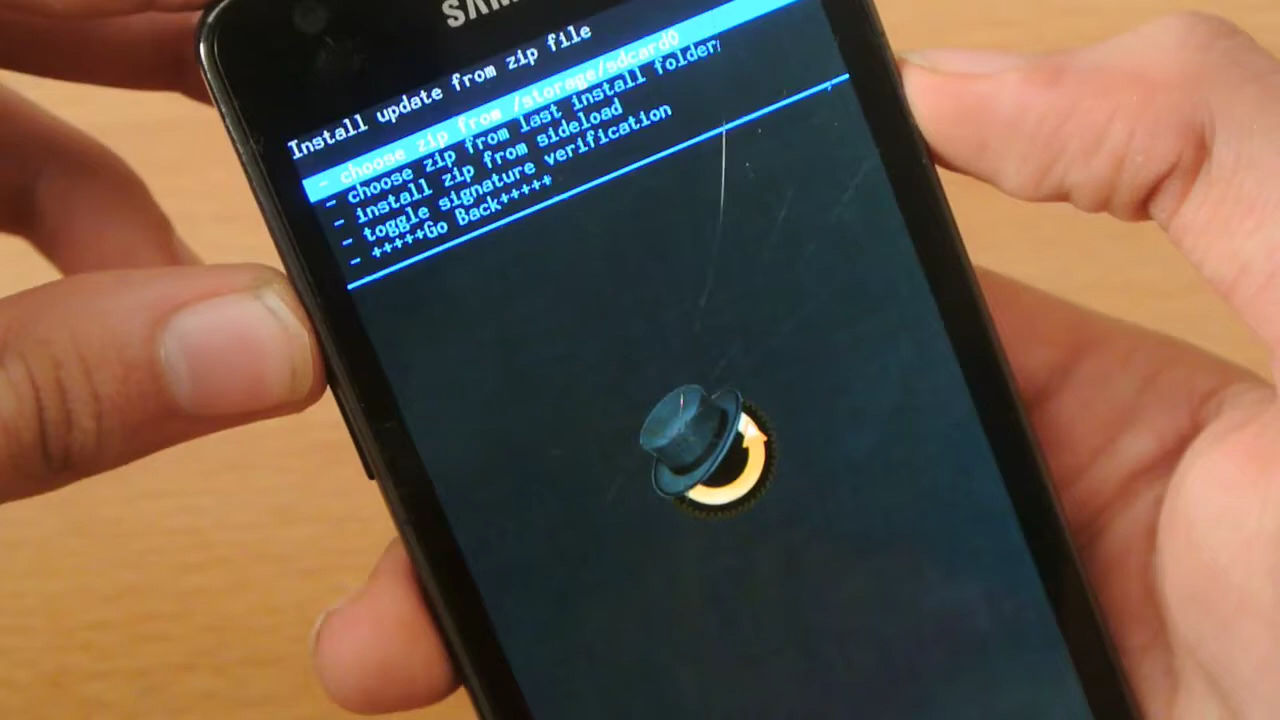 SAM
Install update from zip file
- choose zip from /storage/sdcard0
- choose zip from last install folder
- install zip from sideload
- toggle signature verification
- +++++Go Back+++++